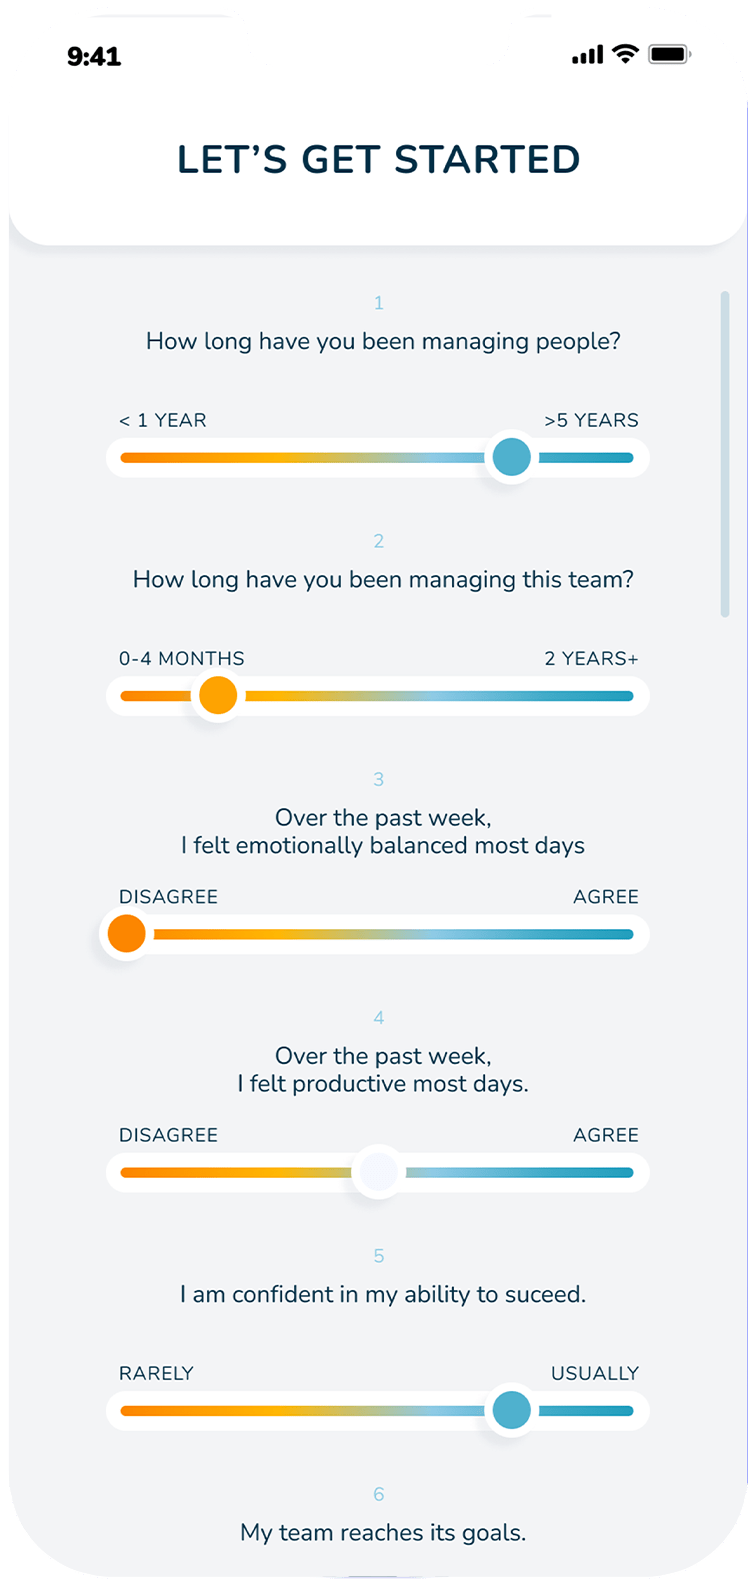 9:41
LET’S GET STARTED
1
How long have you been managing people?
< 1 YEAR >5 YEARS
2
How long have you been managing this team?
0-4 MONTHS 2 YEARS+
3
Over the past week,
I felt emotionally balanced most days
DISAGREE AGREE
4
Over the past week,
I felt productive most days.
DISAGREE AGREE
5
I am confident in my ability to suceed.
RARELY USUALLY
6
My team reaches its goals.